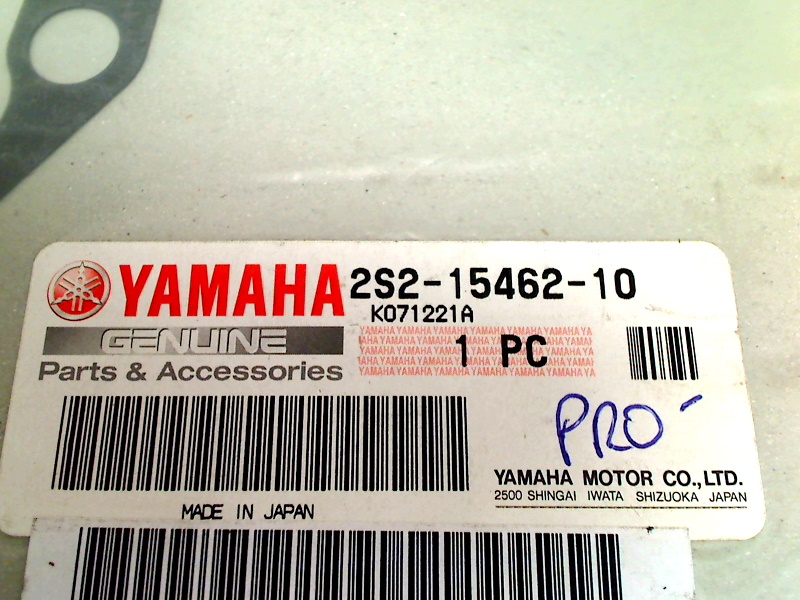 YAMAHA 2S2-15462-10
K071221A
GENUINE
1 PC
Parts & Accessories
PRO-
YAMAHA MOTOR CO.,LTD.
2500 SHINGAI IWATA SHIZUOKA JAPAN
MADE IN JAPAN